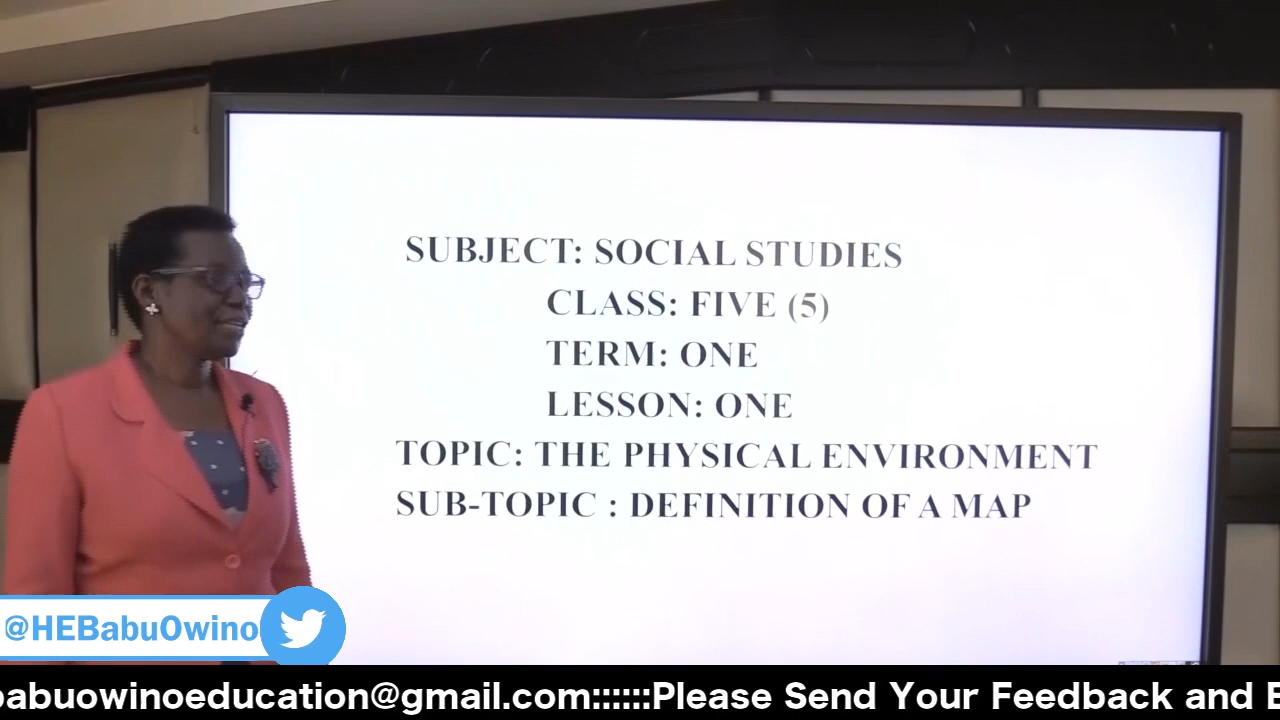 SUBJECT: SOCIAL STUDIES
CLASS: FIVE (5)
TERM: ONE
LESSON: ONE
TOPIC: THE PHYSICAL ENVIRONMENT
SUB-TOPIC : DEFINITION OF A MAP
@HEBabuOwino
babuowinoeducation@gmail.com::::::Please Send Your Feedback and E